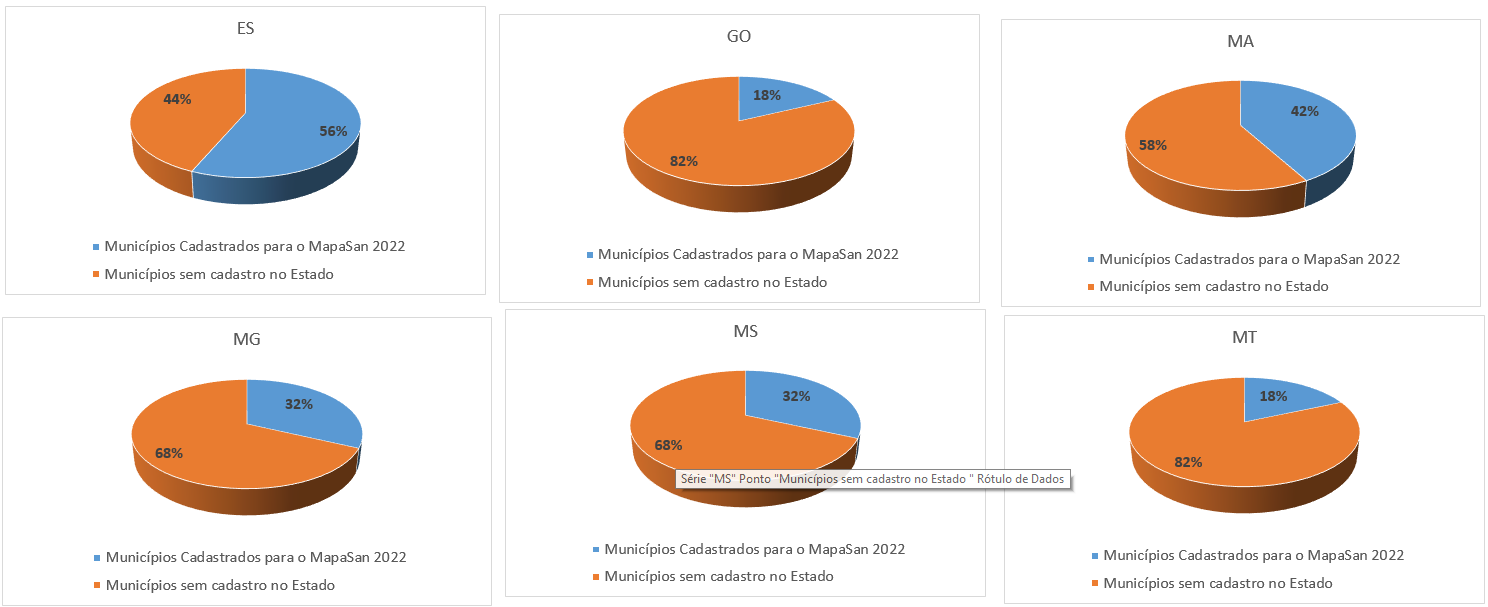 ES
44%
56%
Municípios Cadastrados para o MapaSan 2022
Municípios sem cadastro no Estado
GO
18%
82%
Municípios Cadastrados para o MapaSan 2022
Municípios sem cadastro no Estado
MA
42%
58%
Municípios Cadastrados para o MapaSan 2022
Municípios sem cadastro no Estado
MG
32%
68%
Municípios Cadastrados para o MapaSan 2022
Municípios sem cadastro no Estado
MS
32%
68%
Série "MS" Ponto "Municípios sem cadastro no Estado " Rótulo de Dados
Municípios Cadastrados para o MapaSan 2022
Municípios sem cadastro no Estado
MT
18%
82%
Municípios Cadastrados para o MapaSan 2022
Municípios sem cadastro no Estado